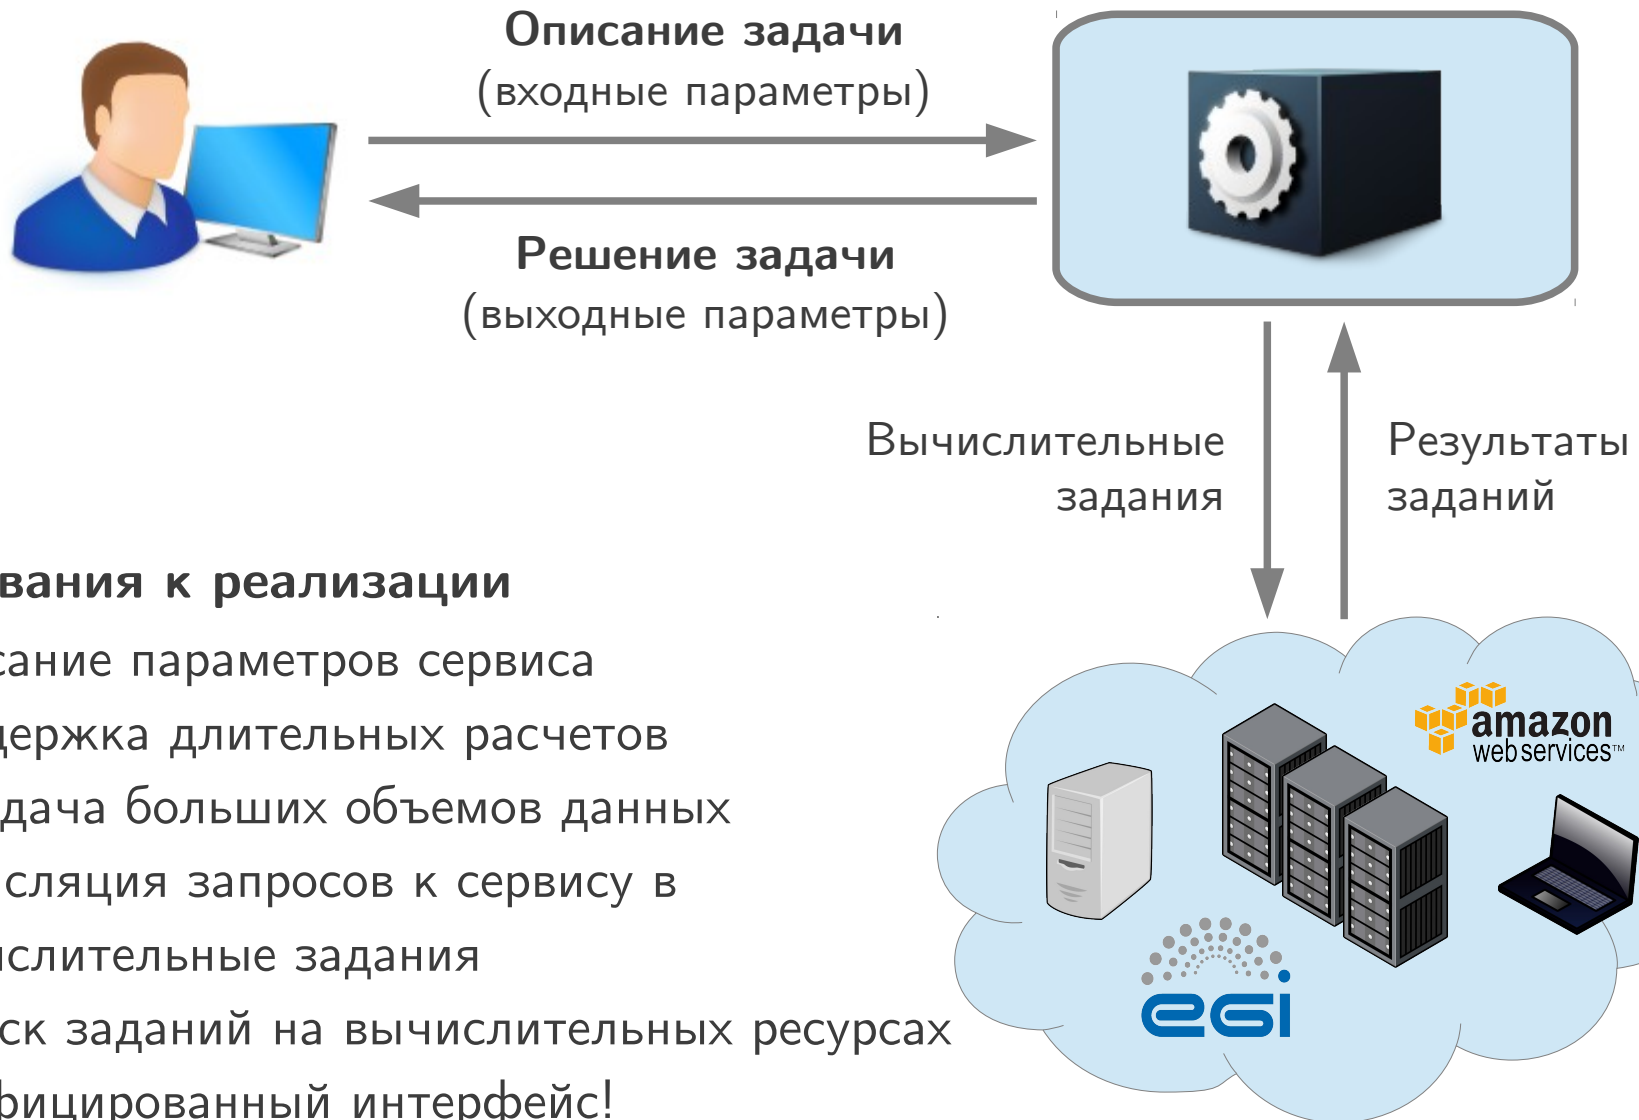 Описание задачи
(входные параметры)
Решение задачи
(выходные параметры)
Вычислительные
задания
Результаты
заданий
вания к реализации
сание параметров сервиса
держка длительных расчетов
дача больших объемов данных
сляция запросов к сервису в
ислительные задания
ск заданий на вычислительных ресурсах
фицированный интерфейс!
amazon
webservices™
egi